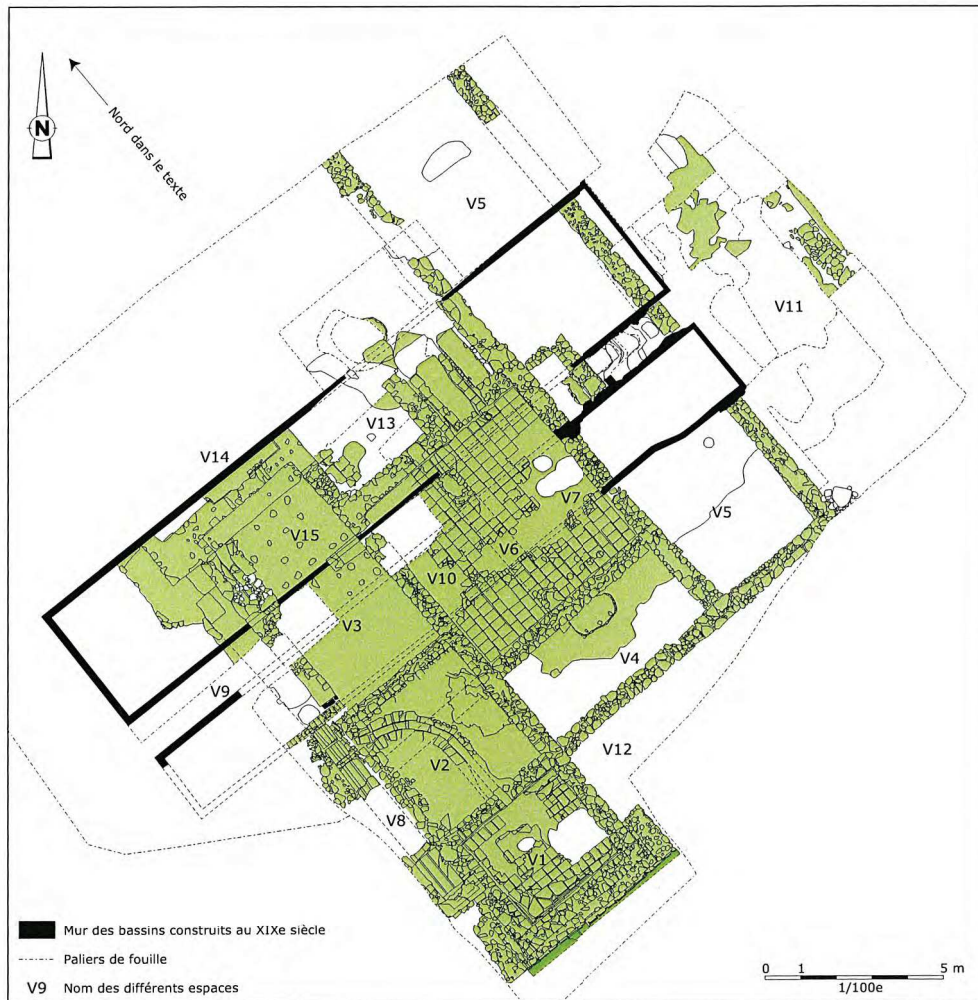 N
Nord dans le texte
V5
V11
V13
V14
V7
V5
V15
V6
V10
V3
V4
V9
V12
V2
V8
V1
Mur des bassins construits au XIXe siècle
Paliers de fouille
V9 Nom des différents espaces
0 1 5 m
1/100e